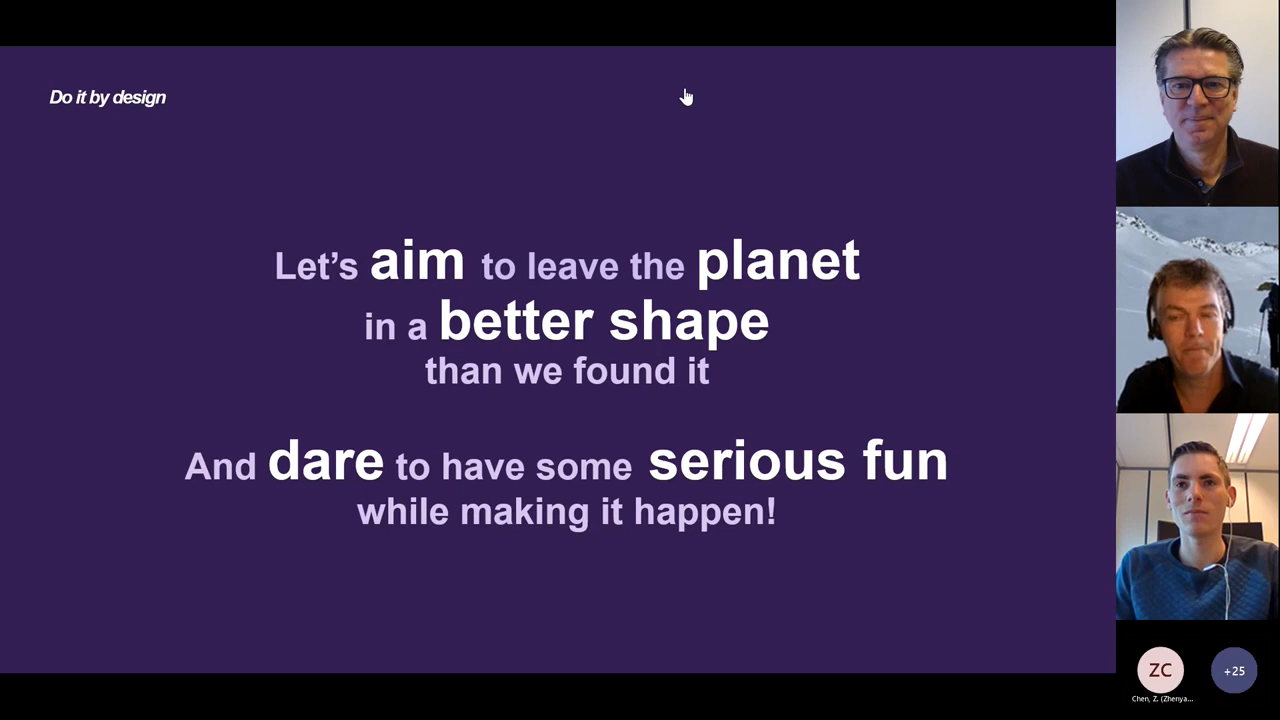 Do it by design
Let's aim to leave the planet
in a better shape
than we found it
And dare to have some serious fun
while making it happen!
ZC
+25
Chen, Z. (Zhenya...